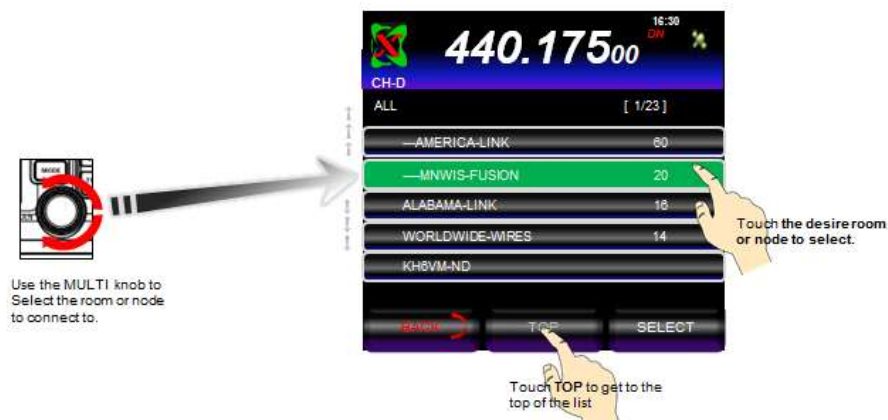 16:30
DN
440.17500
CH-D
ALL [ 1/23 ]
---AMERICA-LINK 60
----MNWIS-FUSION 20
ALABAMA-LINK 16
WORLDWIDE-WIRES 14
KH6VM-ND
BACK TOP SELECT
MODE
Use the MULTI knob to
Select the room or node
to connect to.
Touch the desire room
or node to select.
Touch TOP to get to the
top of the list